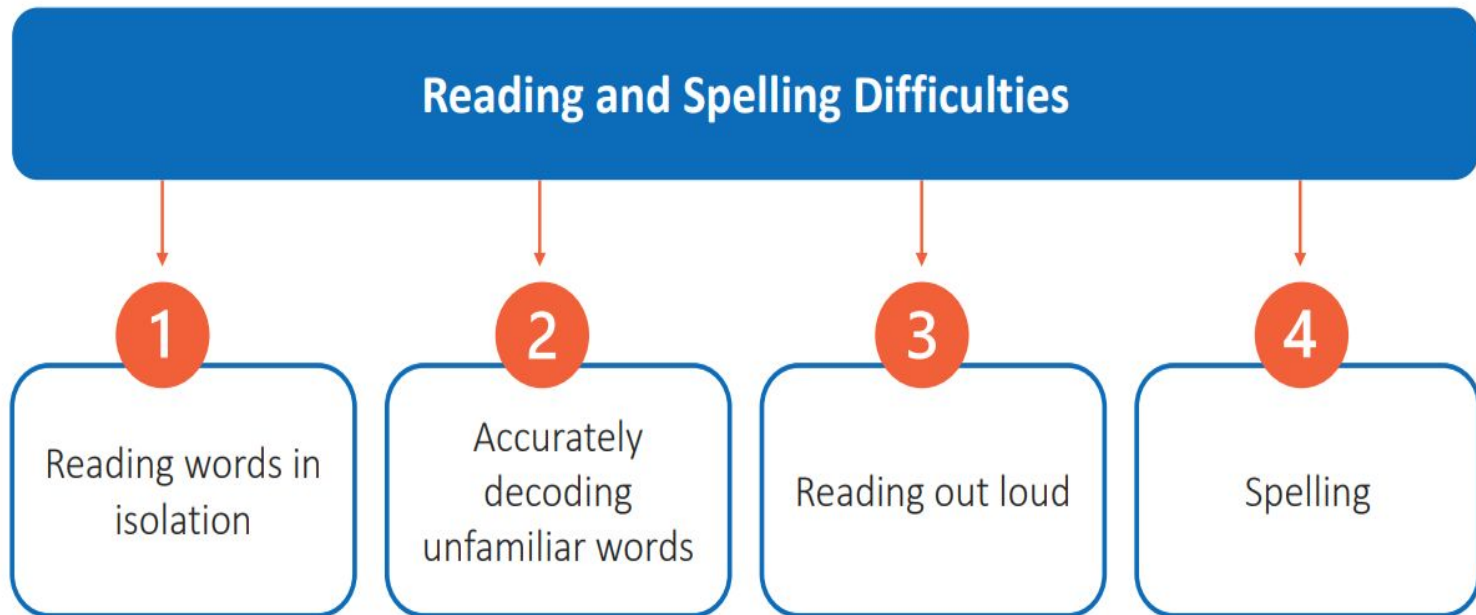 Reading and Spelling Difficulties
1
2
3
4
Reading words in
isolation
Accurately
decoding
unfamiliar words
Reading out loud
Spelling